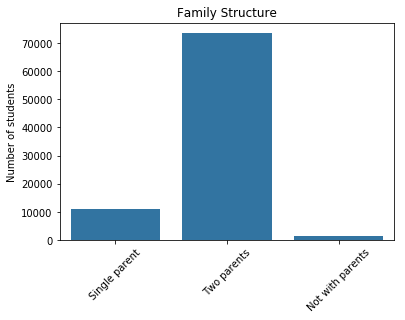 Family Structure
Number of students
70000
60000
50000
40000
30000
20000
10000
0
Single parent
Two parents
Not with parents